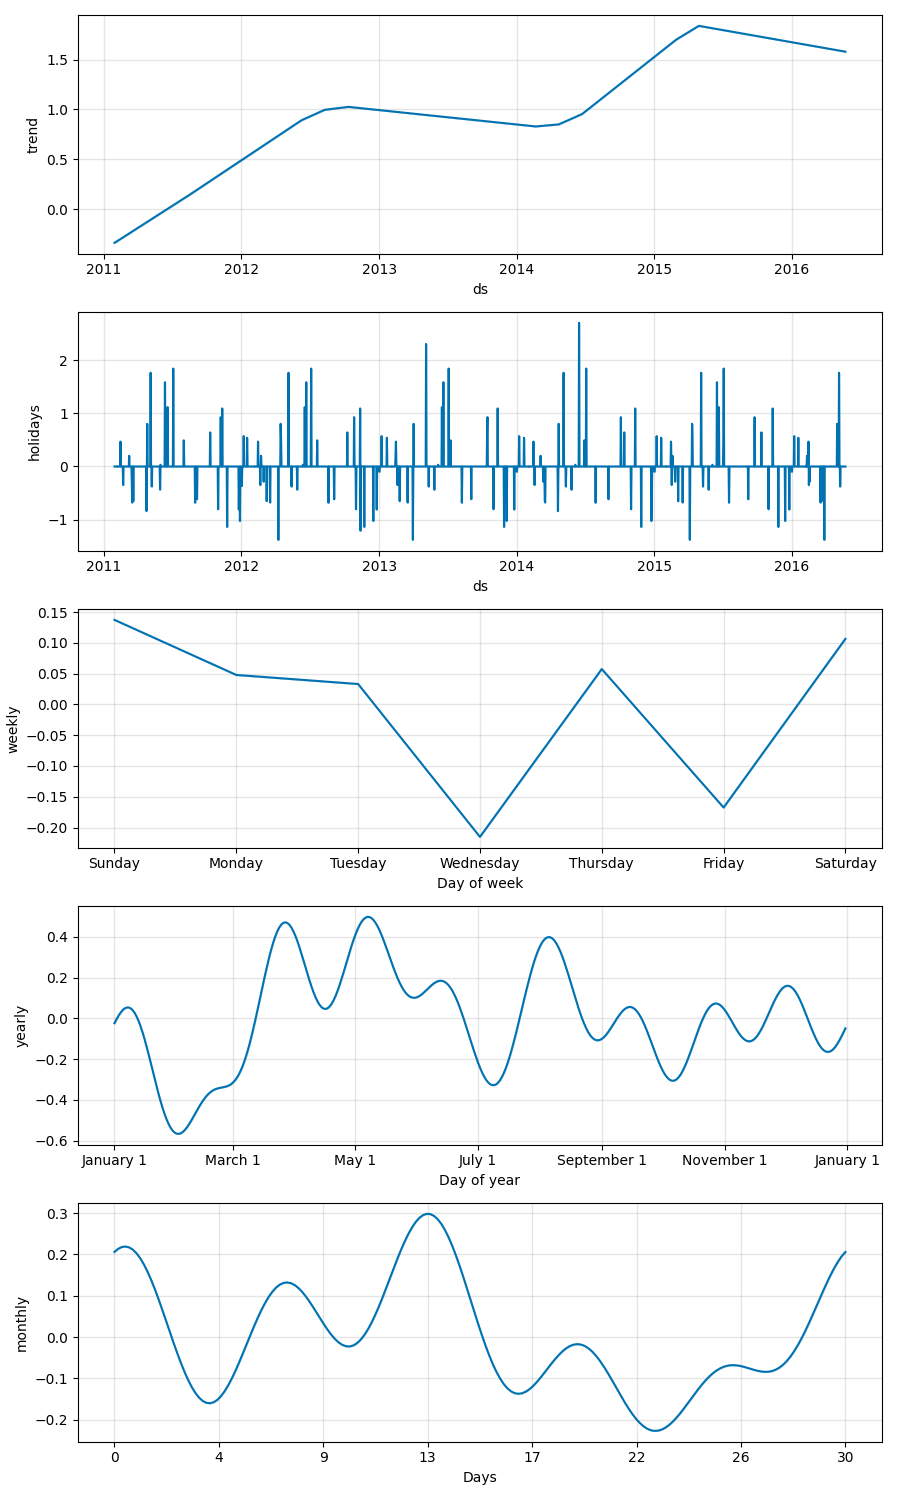 1.5
1.0
0.5
0.0
trend
2011 2012 2013 2014 2015 2016
ds
2
1
0
−1
holidays
2011 2012 2013 2014 2015 2016
ds
0.15
0.10
0.05
0.00
−0.05
−0.10
−0.15
−0.20
weekly
Sunday Monday Tuesday Wednesday Thursday Friday Saturday
Day of week
0.4
0.2
0.0
−0.2
−0.4
−0.6
yearly
January 1 March 1 May 1 July 1 September 1 November 1 January 1
Day of year
0.3
0.2
0.1
0.0
−0.1
−0.2
monthly
0 4 9 13 17 22 26 30
Days